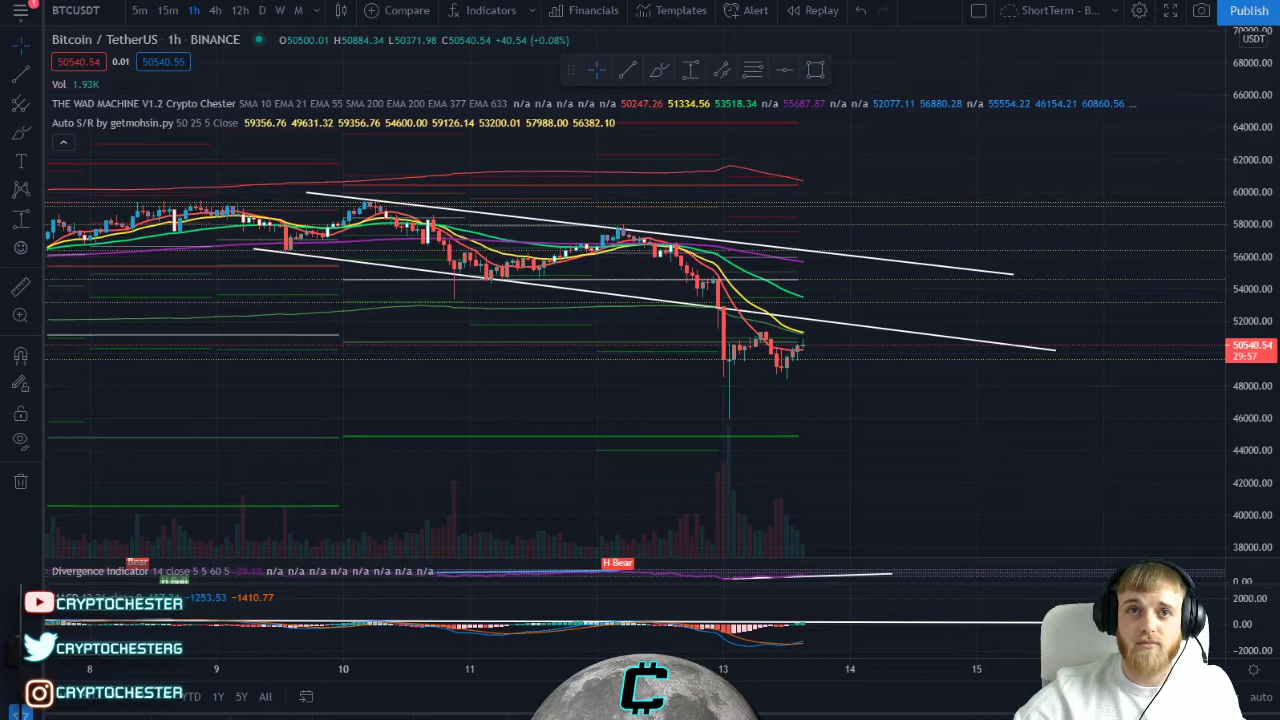 BTCUSDT 5m 15m 1h 4h 12h D W M Compare Indicators Financials Templates Alert Replay ShortTerm - B... Publish
Bitcoin / TetherUS · 1h · BINANCE O50500.01 H50884.34 L50371.98 C50540.54 +40.54 (+0.08%)
50540.54 0.01 50540.55
Vol 1.93K
THE WAD MACHINE V1.2 Crypto Chester SMA 10 EMA 21 EMA 55 SMA 200 EMA 200 EMA 377 EMA 633 n/a n/a n/a n/a n/a 50247.26 51334.56 53518.34 n/a 55687.87 n/a n/a 52077.11 56880.28 n/a 55554.22 46154.21 60860.56 ...
Auto S/R by getmohsin.py 50 25 5 Close 59356.76 49631.32 59356.76 54600.00 59126.14 53200.01 57988.00 56382.10
70000.00
USDT
68000.00
66000.00
64000.00
62000.00
60000.00
58000.00
56000.00
54000.00
52000.00
50540.54
29:57
48000.00
46000.00
44000.00
42000.00
40000.00
38000.00
Bear H Bear
Divergence Indicator 14 close 5 5 60 5 39.10 n/a n/a n/a n/a n/a n/a n/a n/a
0.00
-1253.53 -1410.77
2000.00
0.00
-2000.00
CRYPTOCHESTER
CRYPTOCHESTERG
CRYPTOCHESTER
8 9 10 11 13 14 15
YTD 1Y 5Y All
auto